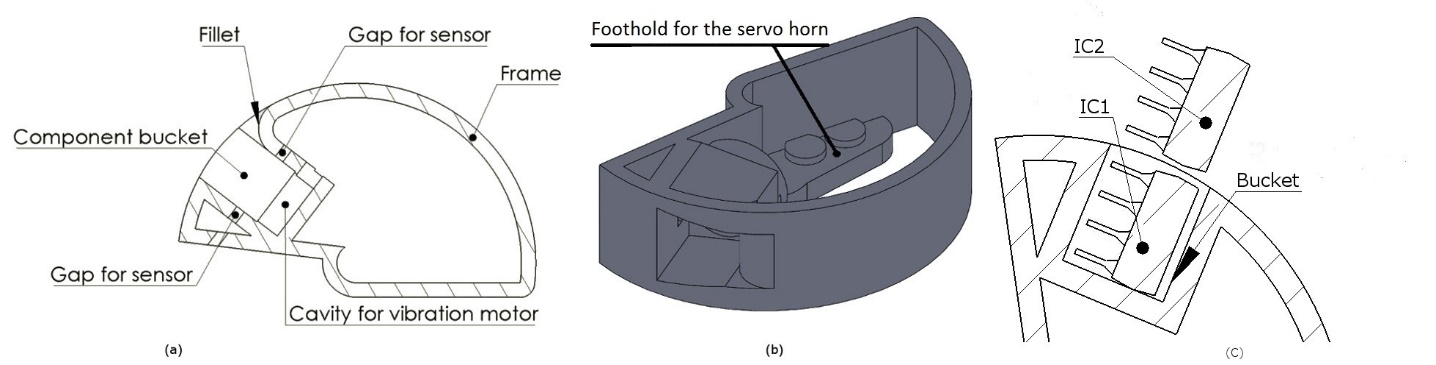 Fillet
Gap for sensor
Frame
Component bucket
Gap for sensor
Cavity for vibration motor
(a)
Foothold for the servo horn
(b)
IC2
IC1
Bucket
(C)